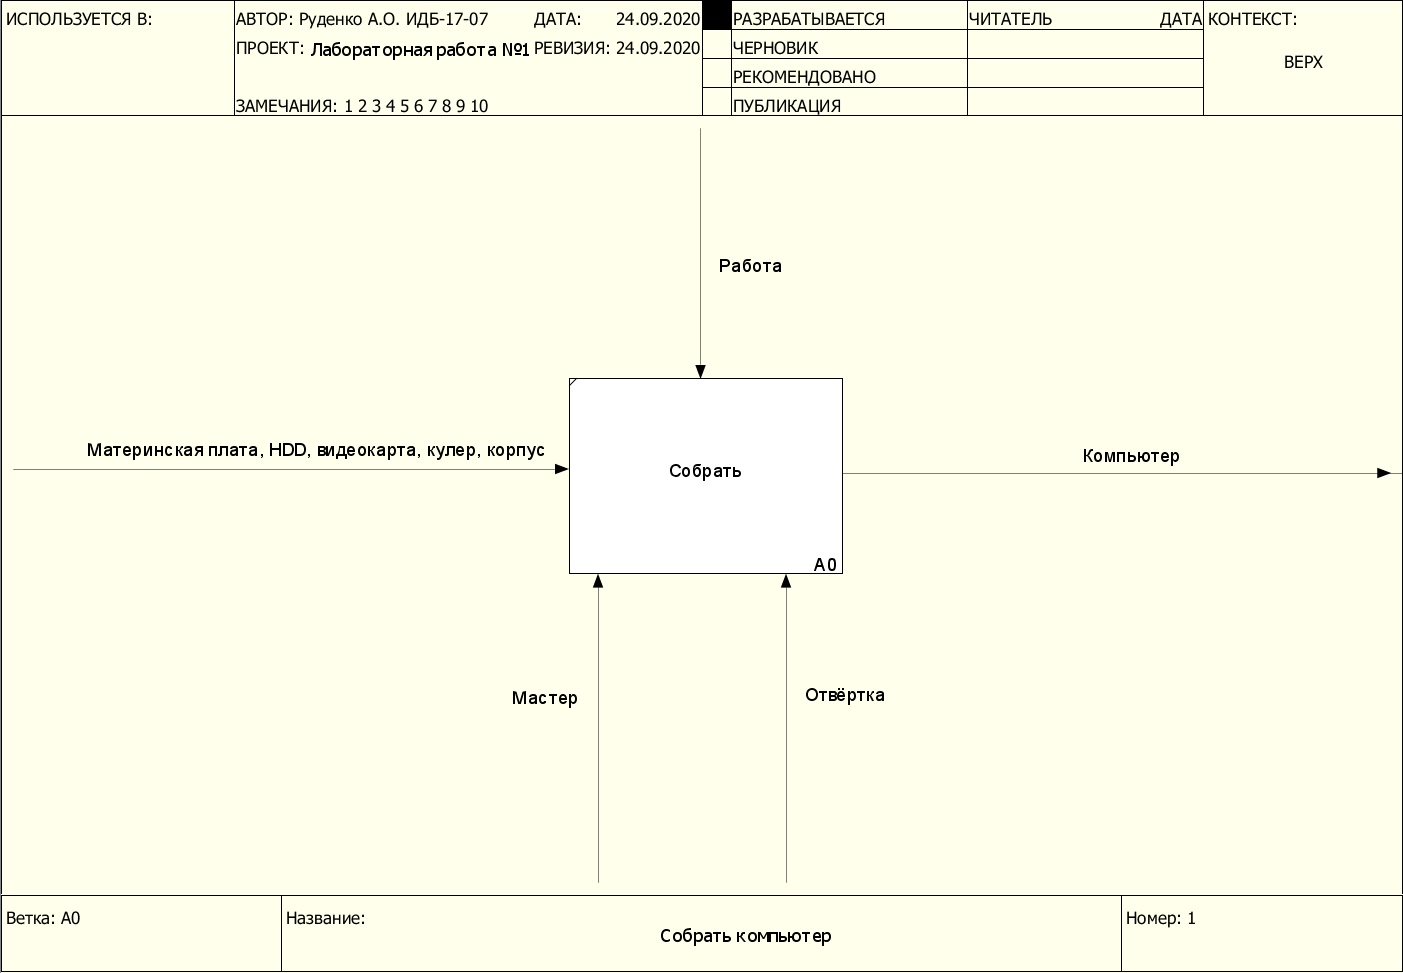 ИСПОЛЬЗУЕТСЯ В:
АВТОР: Руденко А.О. ИДБ-17-07
ДАТА: 24.09.2020
ПРОЕКТ: Лабораторная работа №1
РЕВИЗИЯ: 24.09.2020
ЗАМЕЧАНИЯ: 1 2 3 4 5 6 7 8 9 10
РАЗРАБАТЫВАЕТСЯ
ЧЕРНОВИК
РЕКОМЕНДОВАНО
ПУБЛИКАЦИЯ
ЧИТАТЕЛЬ
ДАТА
КОНТЕКСТ:
ВЕРХ
Работа
Материнская плата, HDD, видеокарта, кулер, корпус
Собрать
A0
Компьютер
Мастер
Отвёртка
Ветка: A0
Название:
Собрать компьютер
Номер: 1